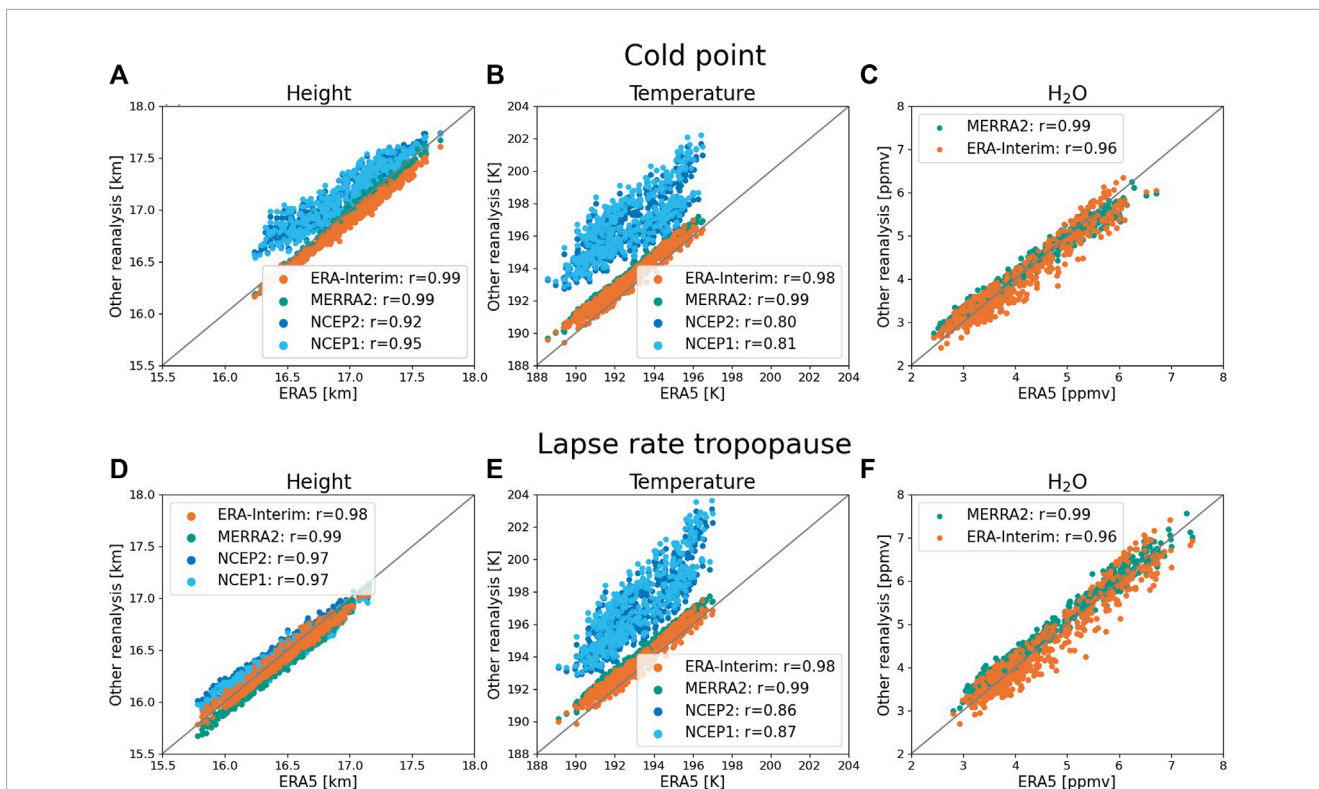 Cold point
A
Height
18.0
17.5
17.0
16.5
16.0
15.5
Other reanalysis [km]
ERA-Interim: r=0.99
MERRA2: r=0.99
NCEP2: r=0.92
NCEP1: r=0.95
15.5 16.0 16.5 17.0 17.5 18.0
ERA5 [km]
B
Temperature
204
202
200
198
196
194
192
190
188
Other reanalysis [K]
ERA-Interim: r=0.98
MERRA2: r=0.99
NCEP2: r=0.80
NCEP1: r=0.81
188 190 192 194 196 198 200 202 204
ERA5 [K]
C
H₂O
8
7
6
5
4
3
2
Other reanalysis [ppmv]
MERRA2: r=0.99
ERA-Interim: r=0.96
2 3 4 5 6 7 8
ERA5 [ppmv]
Lapse rate tropopause
D
Height
18.0
17.5
17.0
16.5
16.0
15.5
Other reanalysis [km]
ERA-Interim: r=0.98
MERRA2: r=0.99
NCEP2: r=0.97
NCEP1: r=0.97
15.5 16.0 16.5 17.0 17.5 18.0
ERA5 [km]
E
Temperature
204
202
200
198
196
194
192
190
188
Other reanalysis [K]
ERA-Interim: r=0.98
MERRA2: r=0.99
NCEP2: r=0.86
NCEP1: r=0.87
188 190 192 194 196 198 200 202 204
ERA5 [K]
F
H₂O
8
7
6
5
4
3
2
Other reanalysis [ppmv]
MERRA2: r=0.99
ERA-Interim: r=0.96
2 3 4 5 6 7 8
ERA5 [ppmv]